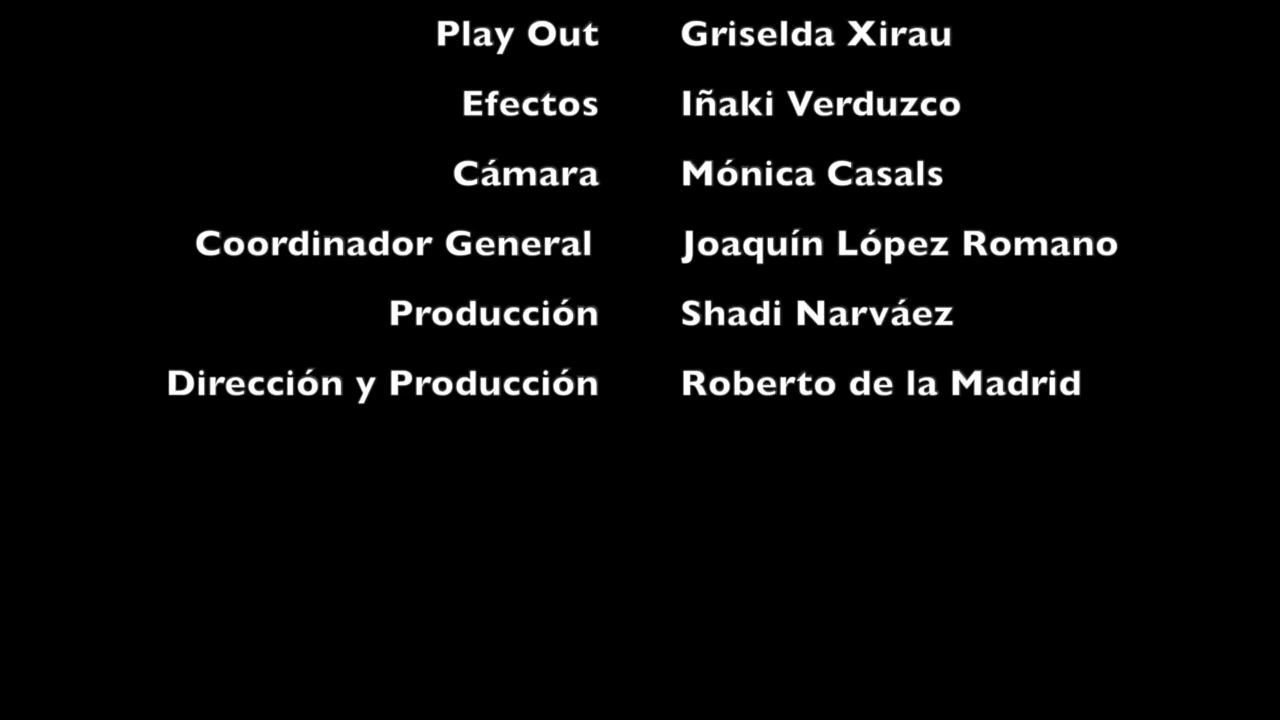 Play Out Griselda Xirau
Efectos Iñaki Verduzco
Cámara Mónica Casals
Coordinador General Joaquín López Romano
Producción Shadi Narváez
Dirección y Producción Roberto de la Madrid